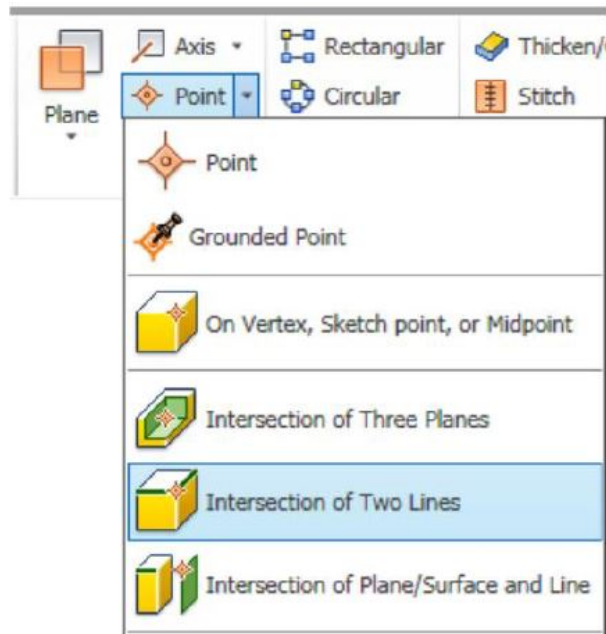 Plane
Axis
Rectangular
Thicken/
Point
Circular
Stitch
Point
Grounded Point
On Vertex, Sketch point, or Midpoint
Intersection of Three Planes
Intersection of Two Lines
Intersection of Plane/Surface and Line